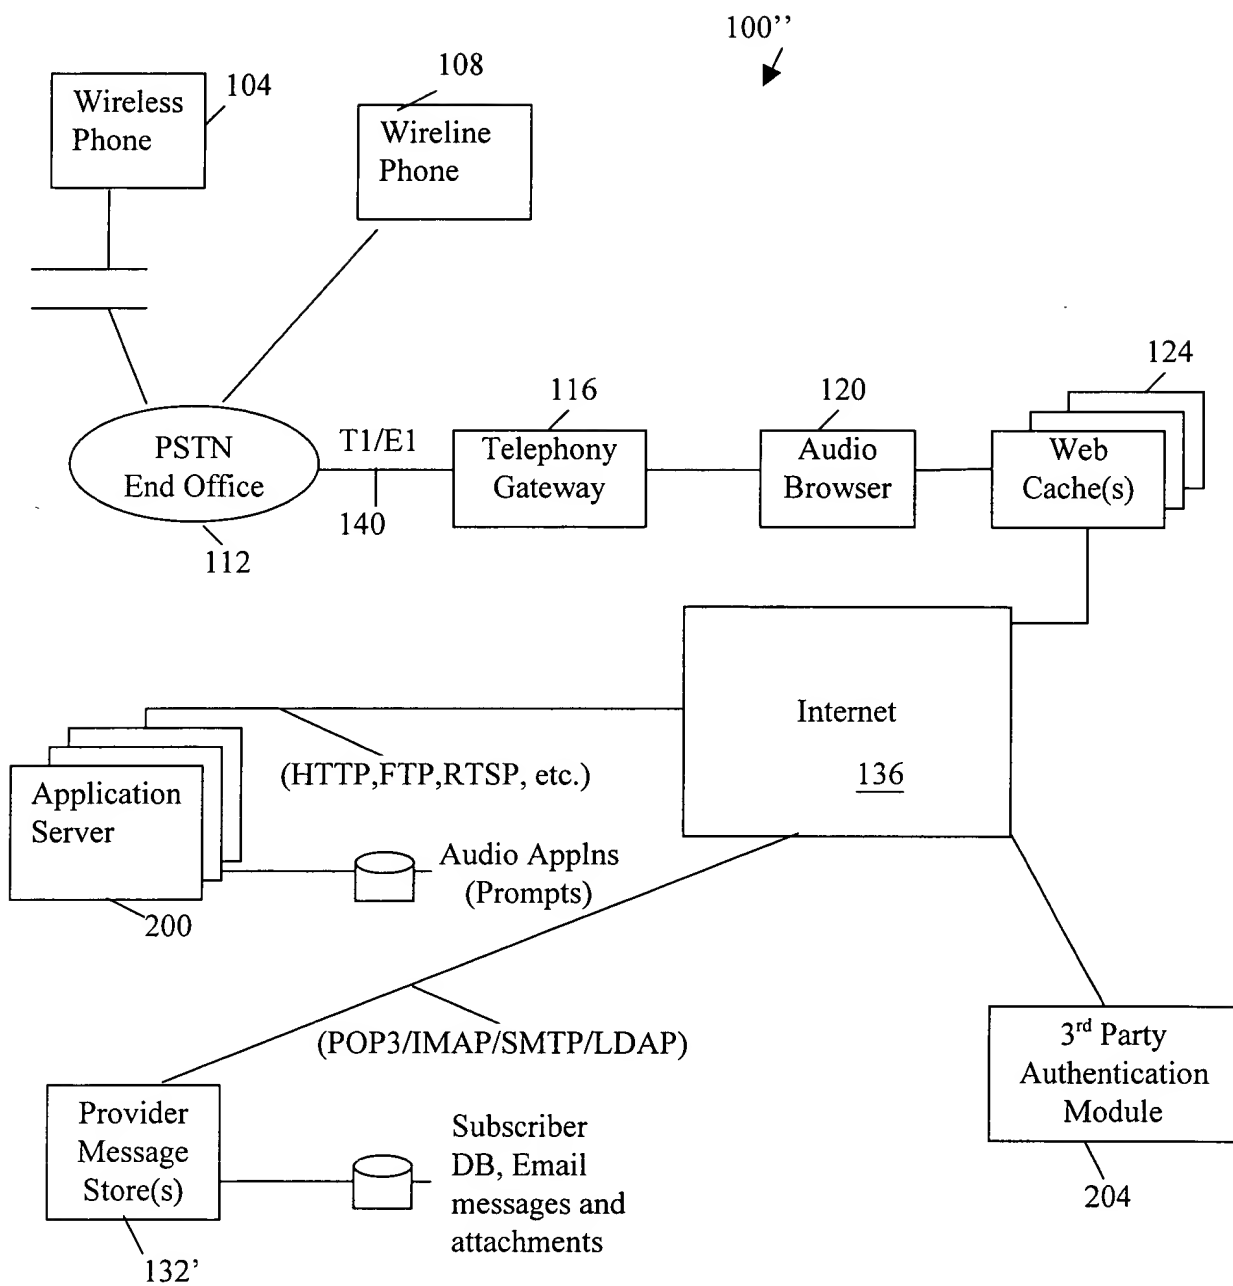 100’’
104
108
Wireless
Phone
Wireline
Phone
124
116
120
PSTN
End Office
T1/E1
Telephony
Gateway
Audio
Browser
Web
Cache(s)
140
112
Internet
136
(HTTP,FTP,RTSP, etc.)
Application
Server
Audio Applns
(Prompts)
200
(POP3/IMAP/SMTP/LDAP)
3rd Party
Authentication
Module
Provider
Message
Store(s)
Subscriber
DB, Email
messages and
attachments
204
132’